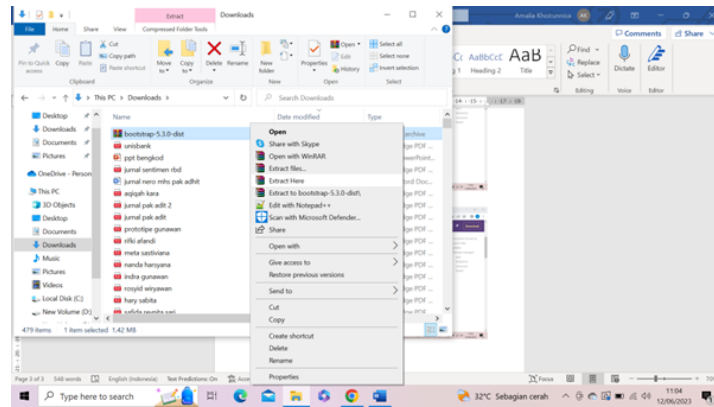 Extract
Downloads
Amalia Khoirunnisa AK
File Home Share View Compressed Folder Tools
Comments Share
Pin to Quick access
Copy
Paste
Cut
Copy path
Paste shortcut
Move to
Copy to
Delete
Rename
New folder
Properties
Open
Edit
History
Select all
Select none
Invert selection
Clipboard Organize New Open Select
AaBbCcC AaB
Heading 2 Title
Find
Replace
Select
Dictate
Editor
Editing Voice Editor
This PC > Downloads >
Search Downloads
Name Date modified Type
Desktop
Downloads
Documents
Pictures
OneDrive - Person
This PC
3D Objects
Desktop
Documents
Downloads
Music
Pictures
Videos
Local Disk (C:)
New Volume (D:)
bootstrap-5.3.0-dist
unisbank
ppt bengkod
jurnal sentimen rbd
jurnal nero mhs pak adhit
aqiqah kara
jurnal pak adit 2
jurnal pak adit
prototipe gunawan
rifki afandi
meta sastiviana
nanda harsyana
indra gunawan
rosyid wiryawan
hary sabita
Open
Share with Skype
Open with WinRAR
Extract files...
Extract Here
Extract to bootstrap-5.3.0-dist\
Edit with Notepad++
Scan with Microsoft Defender...
Share
Open with
Give access to
Restore previous versions
Send to
Cut
Copy
Create shortcut
Delete
Rename
Properties
479 items 1 item selected 1.42 MB
Page 3 of 3 548 words English (Indonesia) Text Predictions: On
Focus
Type here to search
32°C Sebagian cerah
11:04
12/06/2023